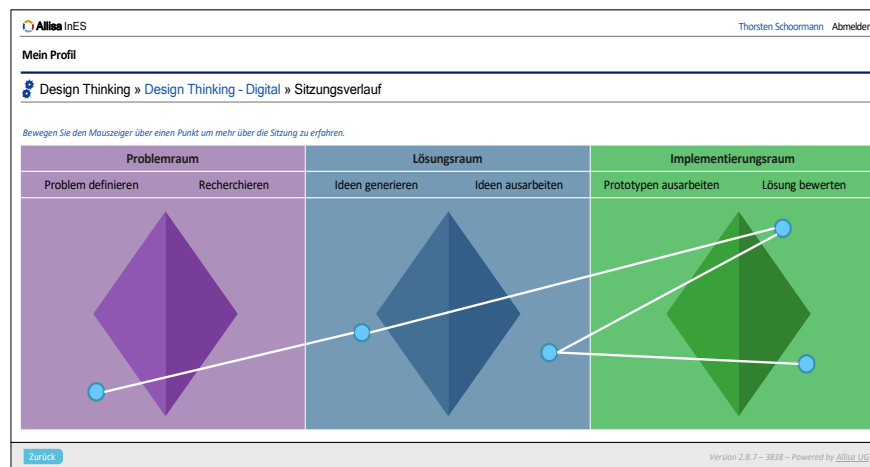 Allisa InES
Thorsten Schoormann Abmelden
Mein Profil
Design Thinking » Design Thinking - Digital » Sitzungsverlauf
Bewegen Sie den Mauszeiger über einen Punkt um mehr über die Sitzung zu erfahren.
Problemraum Lösungsraum Implementierungsraum
Problem definieren Recherchieren Ideen generieren Ideen ausarbeiten Prototypen ausarbeiten Lösung bewerten
Zurück Version 2.8.7 – 3838 – Powered by Allisa UG